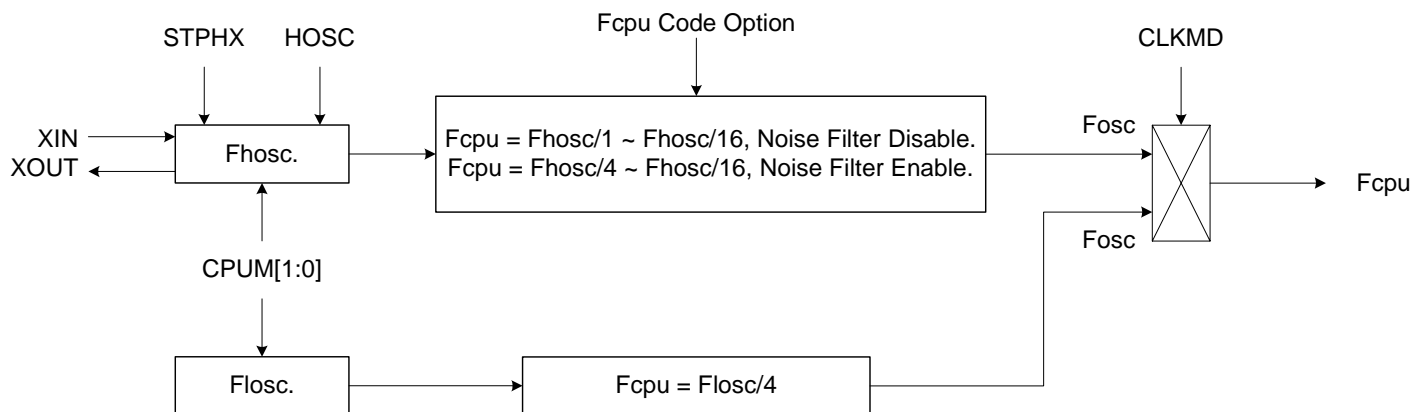 Fcpu Code Option
STPHX
HOSC
CLKMD
XIN
XOUT
Fhosc.
Fcpu = Fhosc/1 ~ Fhosc/16, Noise Filter Disable.
Fcpu = Fhosc/4 ~ Fhosc/16, Noise Filter Enable.
Fosc
Fosc
Fcpu
CPUM[1:0]
Flosc.
Fcpu = Flosc/4